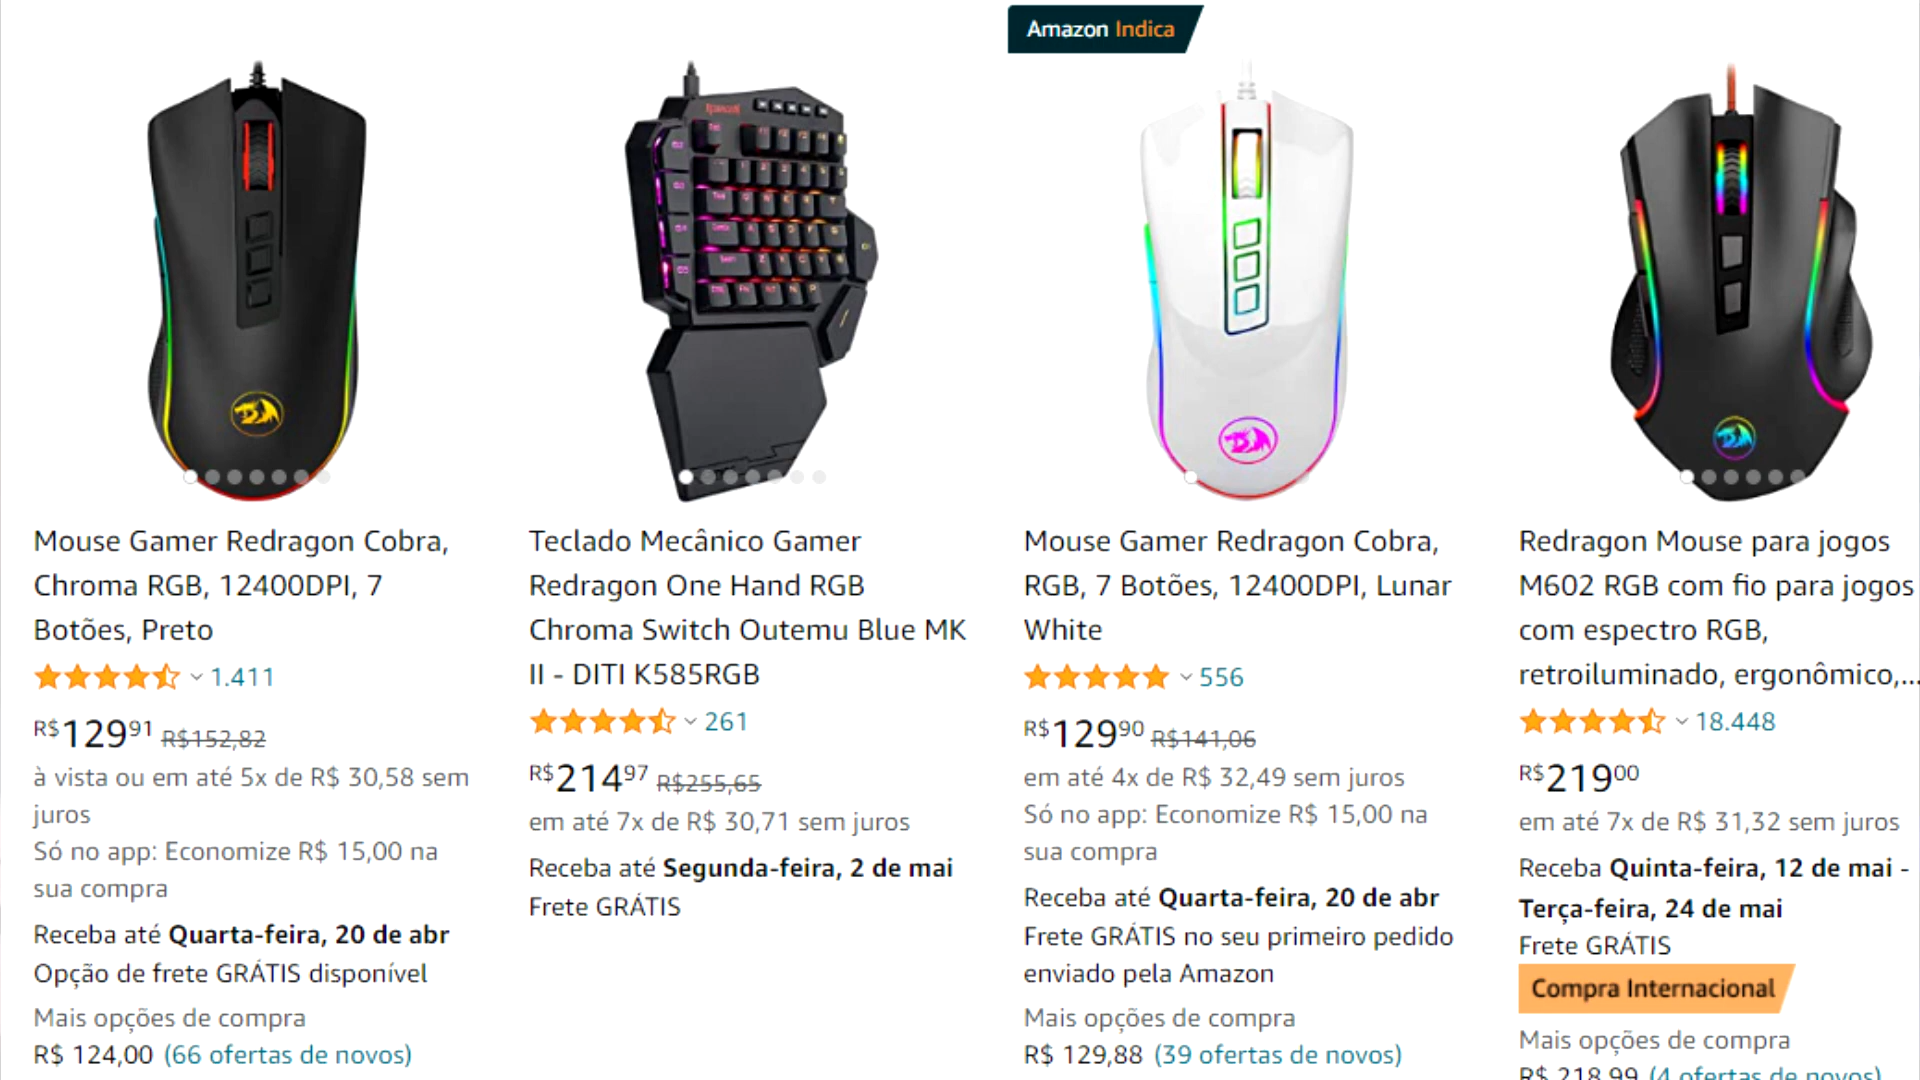 Amazon Indica
Mouse Gamer Redragon Cobra,
Chroma RGB, 12400DPI, 7
Botões, Preto
1.411
R$12991 R$152,82
à vista ou em até 5x de R$ 30,58 sem
juros
Só no app: Economize R$ 15,00 na
sua compra
Receba até Quarta-feira, 20 de abr
Opção de frete GRÁTIS disponível
Mais opções de compra
R$ 124,00 (66 ofertas de novos)
Teclado Mecânico Gamer
Redragon One Hand RGB
Chroma Switch Outemu Blue MK
II - DITI K585RGB
261
R$21497 R$255,65
em até 7x de R$ 30,71 sem juros
Receba até Segunda-feira, 2 de mai
Frete GRÁTIS
Mouse Gamer Redragon Cobra,
RGB, 7 Botões, 12400DPI, Lunar
White
556
R$12990 R$141,06
em até 4x de R$ 32,49 sem juros
Só no app: Economize R$ 15,00 na
sua compra
Receba até Quarta-feira, 20 de abr
Frete GRÁTIS no seu primeiro pedido
enviado pela Amazon
Mais opções de compra
R$ 129,88 (39 ofertas de novos)
Redragon Mouse para jogos
M602 RGB com fio para jogos
com espectro RGB,
retroiluminado, ergonômico,...
18.448
R$21900
em até 7x de R$ 31,32 sem juros
Receba Quinta-feira, 12 de mai -
Terça-feira, 24 de mai
Frete GRÁTIS
Compra Internacional
Mais opções de compra
R$ 218,99 (4 ofertas de novos)